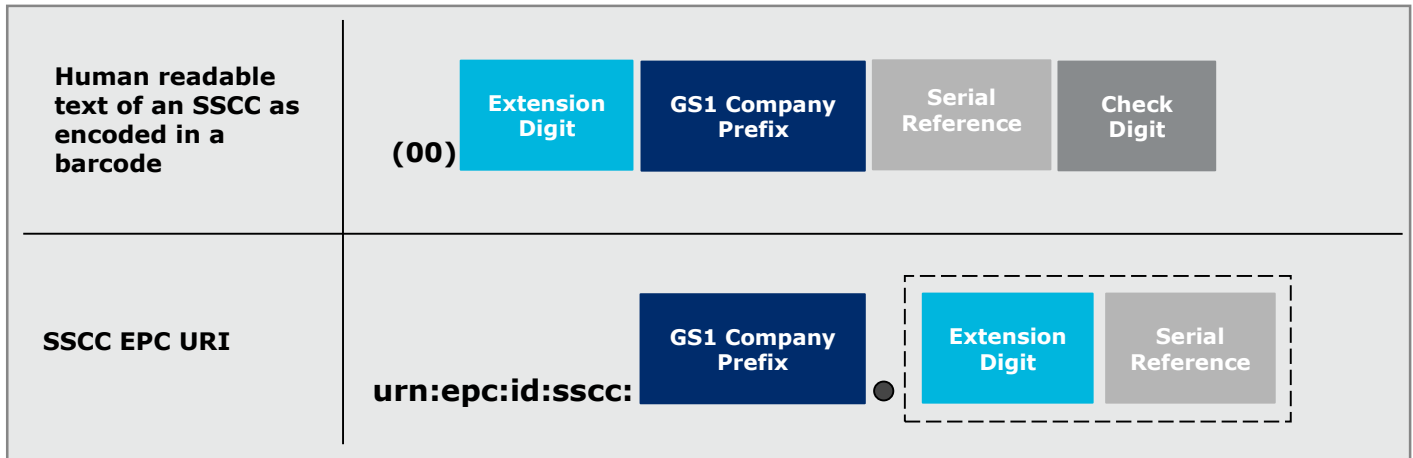 Human readable
text of an SSCC as
encoded in a
barcode
(00)
Extension
Digit
GS1 Company
Prefix
Serial
Reference
Check
Digit
SSCC EPC URI
urn:epc:id:sscc:
GS1 Company
Prefix
Extension
Digit
Serial
Reference